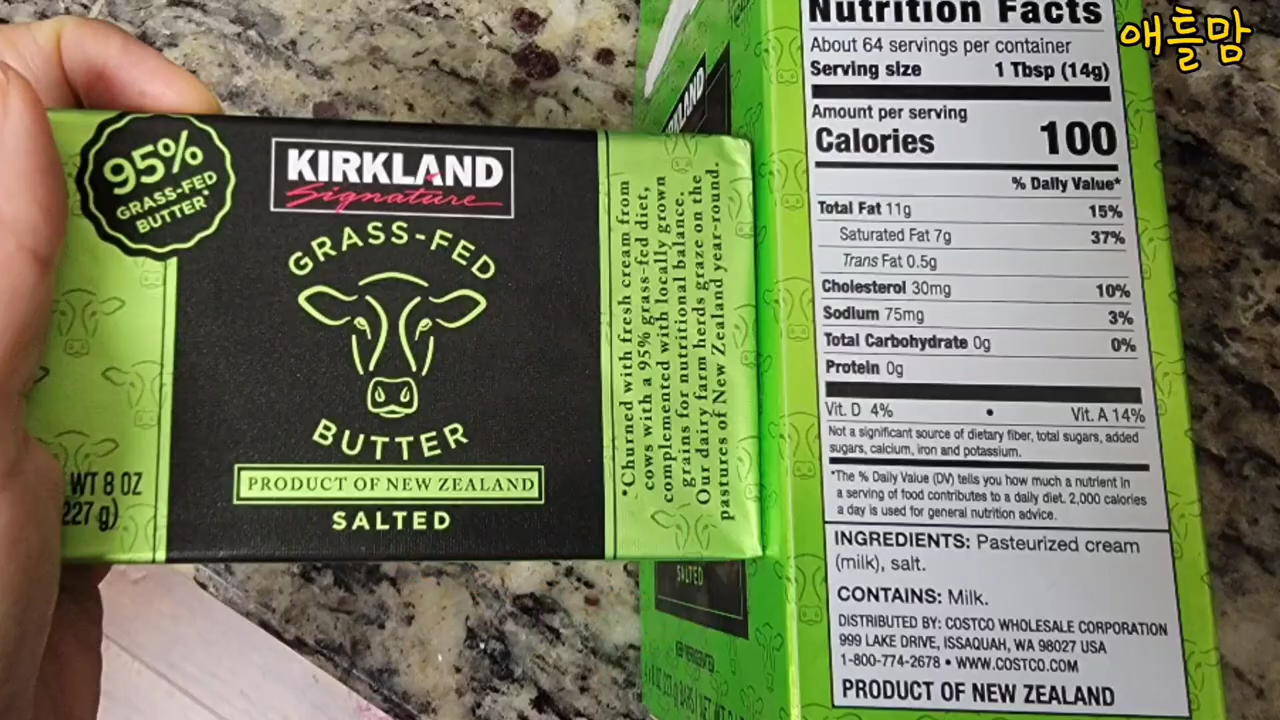 애틀맘
95%
GRASS-FED
BUTTER*
KIRKLAND
Signature
GRASS-FED
BUTTER
PRODUCT OF NEW ZEALAND
SALTED
WT 8 OZ
227 g)
*Churned with fresh cream from
cows with a 95% grass-fed diet,
complemented with locally grown
grains for nutritional balance.
Our dairy farm herds graze on the
pastures of New Zealand year-round.
SALTED
KEEP REFRIGERATED
Nutrition Facts
About 64 servings per container
Serving size 1 Tbsp (14g)
Amount per serving
Calories 100
% Daily Value*
Total Fat 11g 15%
Saturated Fat 7g 37%
Trans Fat 0.5g
Cholesterol 30mg 10%
Sodium 75mg 3%
Total Carbohydrate 0g 0%
Protein 0g
Vit. D 4% • Vit. A 14%
Not a significant source of dietary fiber, total sugars, added
sugars, calcium, iron and potassium.
*The % Daily Value (DV) tells you how much a nutrient in
a serving of food contributes to a daily diet. 2,000 calories
a day is used for general nutrition advice.
INGREDIENTS: Pasteurized cream
(milk), salt.
CONTAINS: Milk.
DISTRIBUTED BY: COSTCO WHOLESALE CORPORATION
999 LAKE DRIVE, ISSAQUAH, WA 98027 USA
1-800-774-2678 • WWW.COSTCO.COM
PRODUCT OF NEW ZEALAND